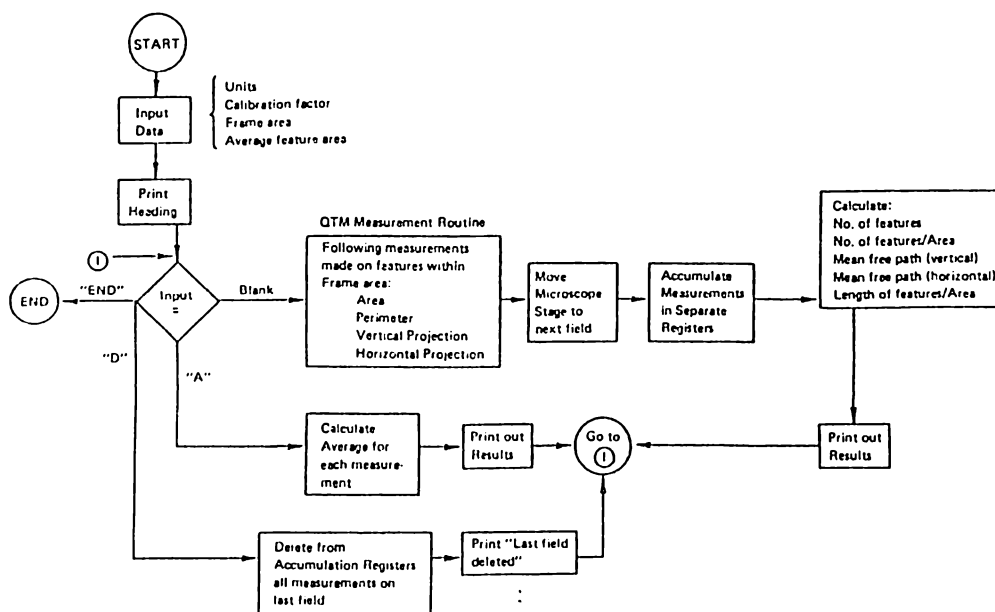 START
Input
Data
Units
Calibration factor
Frame area
Average feature area
Print
Heading
1
"END"
END
Input
=
Blank
"D"
"A"
QTM Measurement Routine
Following measurements
made on features within
Frame area:
Area
Perimeter
Vertical Projection
Horizontal Projection
Move
Microscope
Stage to
next field
Accumulate
Measurements
in Separate
Registers
Calculate:
No. of features
No. of features/Area
Mean free path (vertical)
Mean free path (horizontal)
Length of features/Area
Calculate
Average for
each measure-
ment
Print out
Results
Go to
1
Print out
Results
Delete from
Accumulation Registers
all measurements on
last field
Print "Last field
deleted"